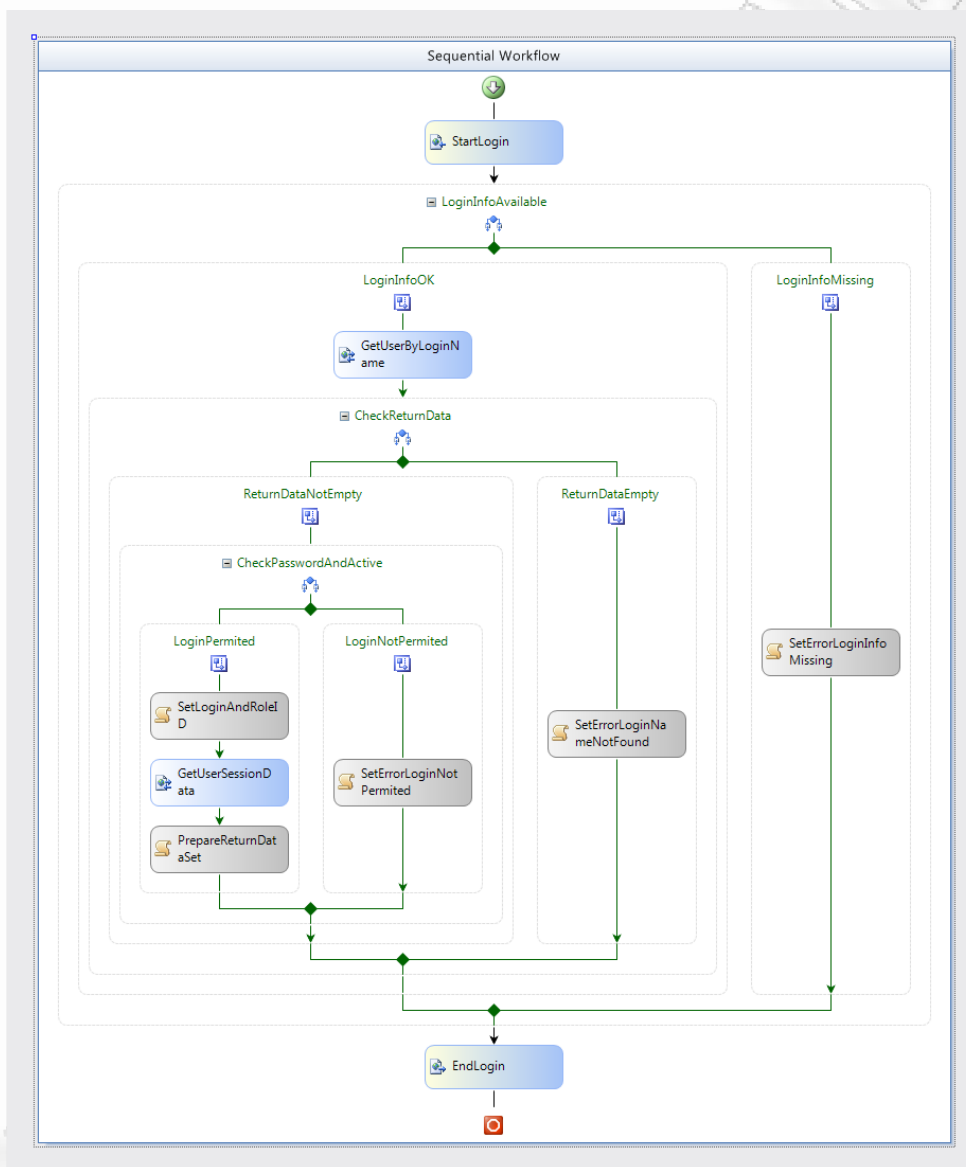 Sequential Workflow
StartLogin
LoginInfoAvailable
LoginInfoOK
LoginInfoMissing
GetUserByLoginN
ame
CheckReturnData
ReturnDataNotEmpty
ReturnDataEmpty
CheckPasswordAndActive
LoginPermited
LoginNotPermited
SetErrorLoginInfo
Missing
SetLoginAndRoleI
D
SetErrorLoginNa
meNotFound
GetUserSessionD
ata
SetErrorLoginNot
Permited
PrepareReturnDat
aSet
EndLogin